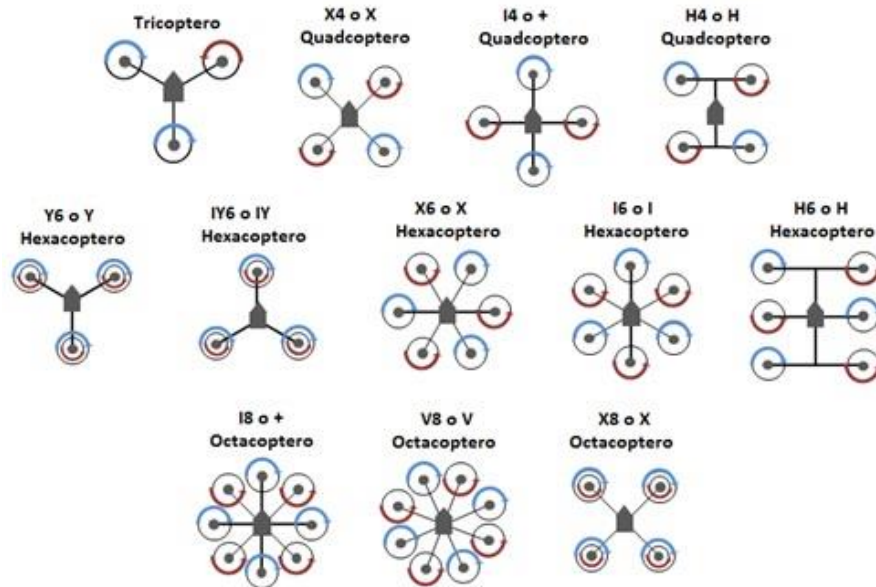 Tricoptero
X4 o X
Quadcoptero
I4 o +
Quadcoptero
H4 o H
Quadcoptero
Y6 o Y
Hexacoptero
IY6 o IY
Hexacoptero
X6 o X
Hexacoptero
I6 o I
Hexacoptero
H6 o H
Hexacoptero
I8 o +
Octacoptero
V8 o V
Octacoptero
X8 o X
Octacoptero